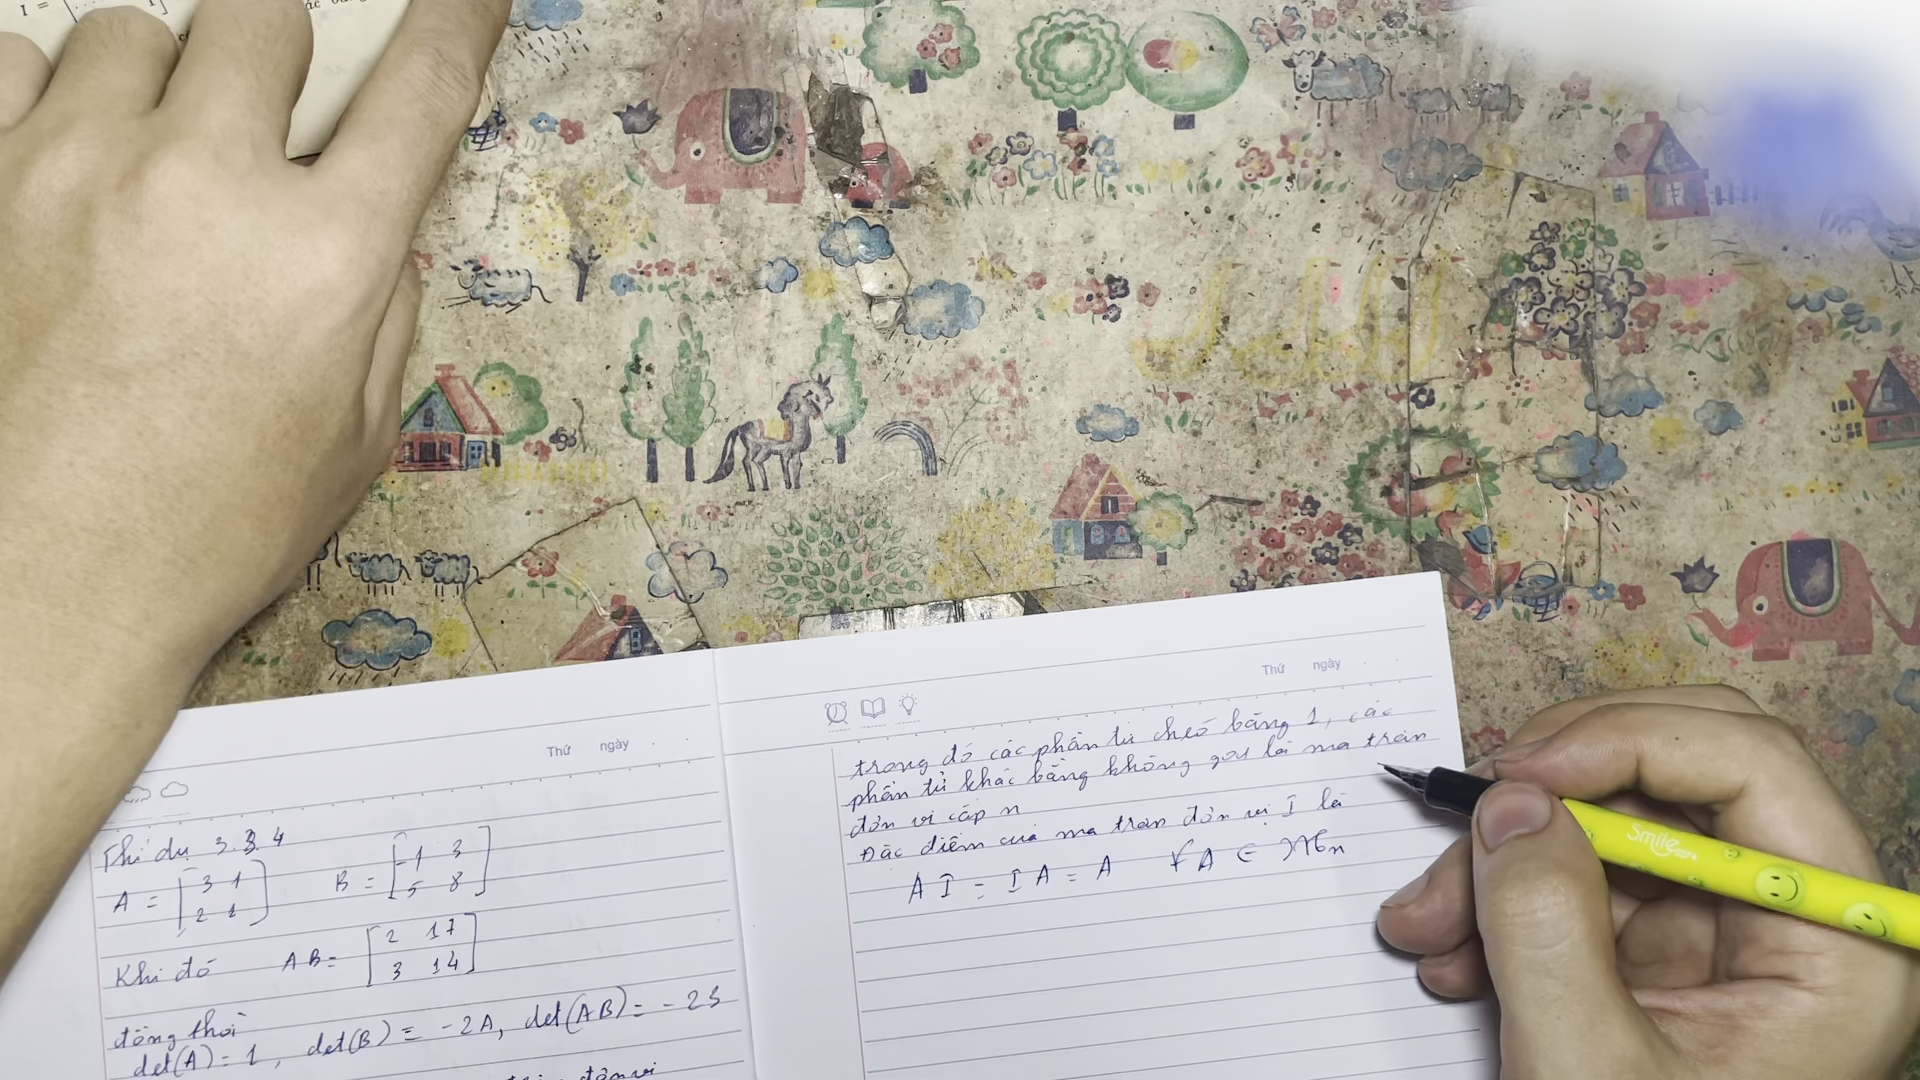 I =
Thứ ngày
Thí dụ 3.3.4
A = [3 1
2 1]
B = [-1 3
5 8]
Khi đó AB = [2 17
3 14]
đồng thời
det(A) = 1, det(B) = -2A, det(AB) = -23
đơn vị
Thứ ngày
trong đó các phần tử chéo bằng 1, các
phần tử khác bằng không gọi là ma trận
đơn vị cấp n
Đặc điểm của ma trận đơn vị I là
A I = I A = A ∀ A ∈ Mn
Smile